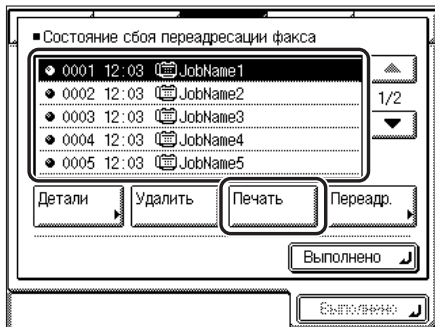 Состояние сбоя переадресации факса
0001 12:03 JobName1
0002 12:03 JobName2
0003 12:03 JobName3
0004 12:03 JobName4
0005 12:03 JobName5
1/2
Детали Удалить Печать Переадр.
Выполнено
Выполнено